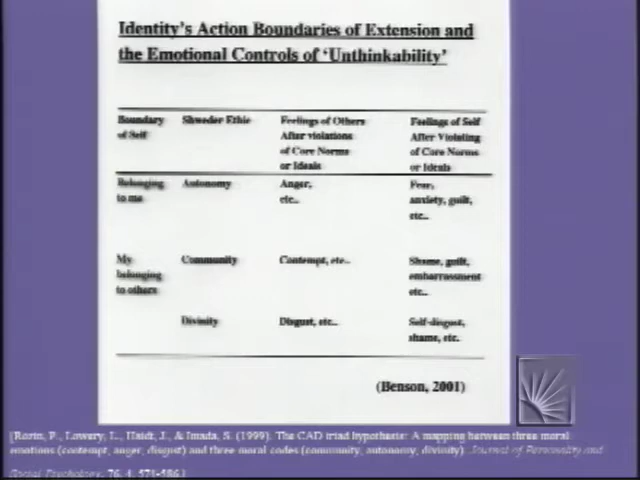 Identity's Action Boundaries of Extension and
the Emotional Controls of 'Unthinkability'
Boundary of Self
Shweder Ethic
Feelings of Others After violations of Core Norms or Ideals
Feelings of Self After Violating of Core Norms or Ideals
Belonging to me
Autonomy
Anger, etc..
Fear, anxiety, guilt, etc..
My belonging to others
Community
Contempt, etc..
Shame, guilt, embarrassment etc..
Divinity
Disgust, etc..
Self-disgust, shame, etc.
(Benson, 2001)
[Rozin, P., Lowery, L., Haidt, J., & Imada, S. (1999). The CAD triad hypothesis: A mapping between three moral
emotions (contempt, anger, disgust) and three moral codes (community, autonomy, divinity). Journal of Personality and
Social Psychology, 76, 4, 574-586.]